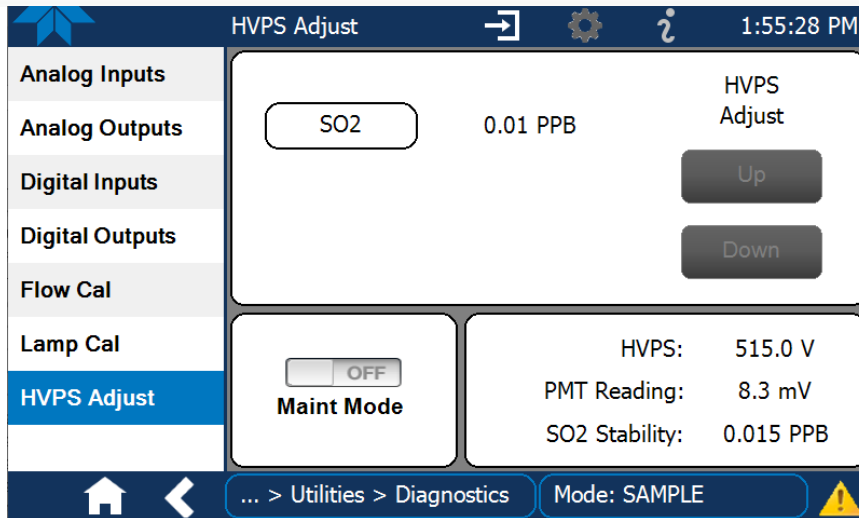 HVPS Adjust
1:55:28 PM
Analog Inputs
Analog Outputs
Digital Inputs
Digital Outputs
Flow Cal
Lamp Cal
HVPS Adjust
SO2
0.01 PPB
HVPS
Adjust
Up
Down
OFF
Maint Mode
HVPS: 515.0 V
PMT Reading: 8.3 mV
SO2 Stability: 0.015 PPB
... > Utilities > Diagnostics
Mode: SAMPLE